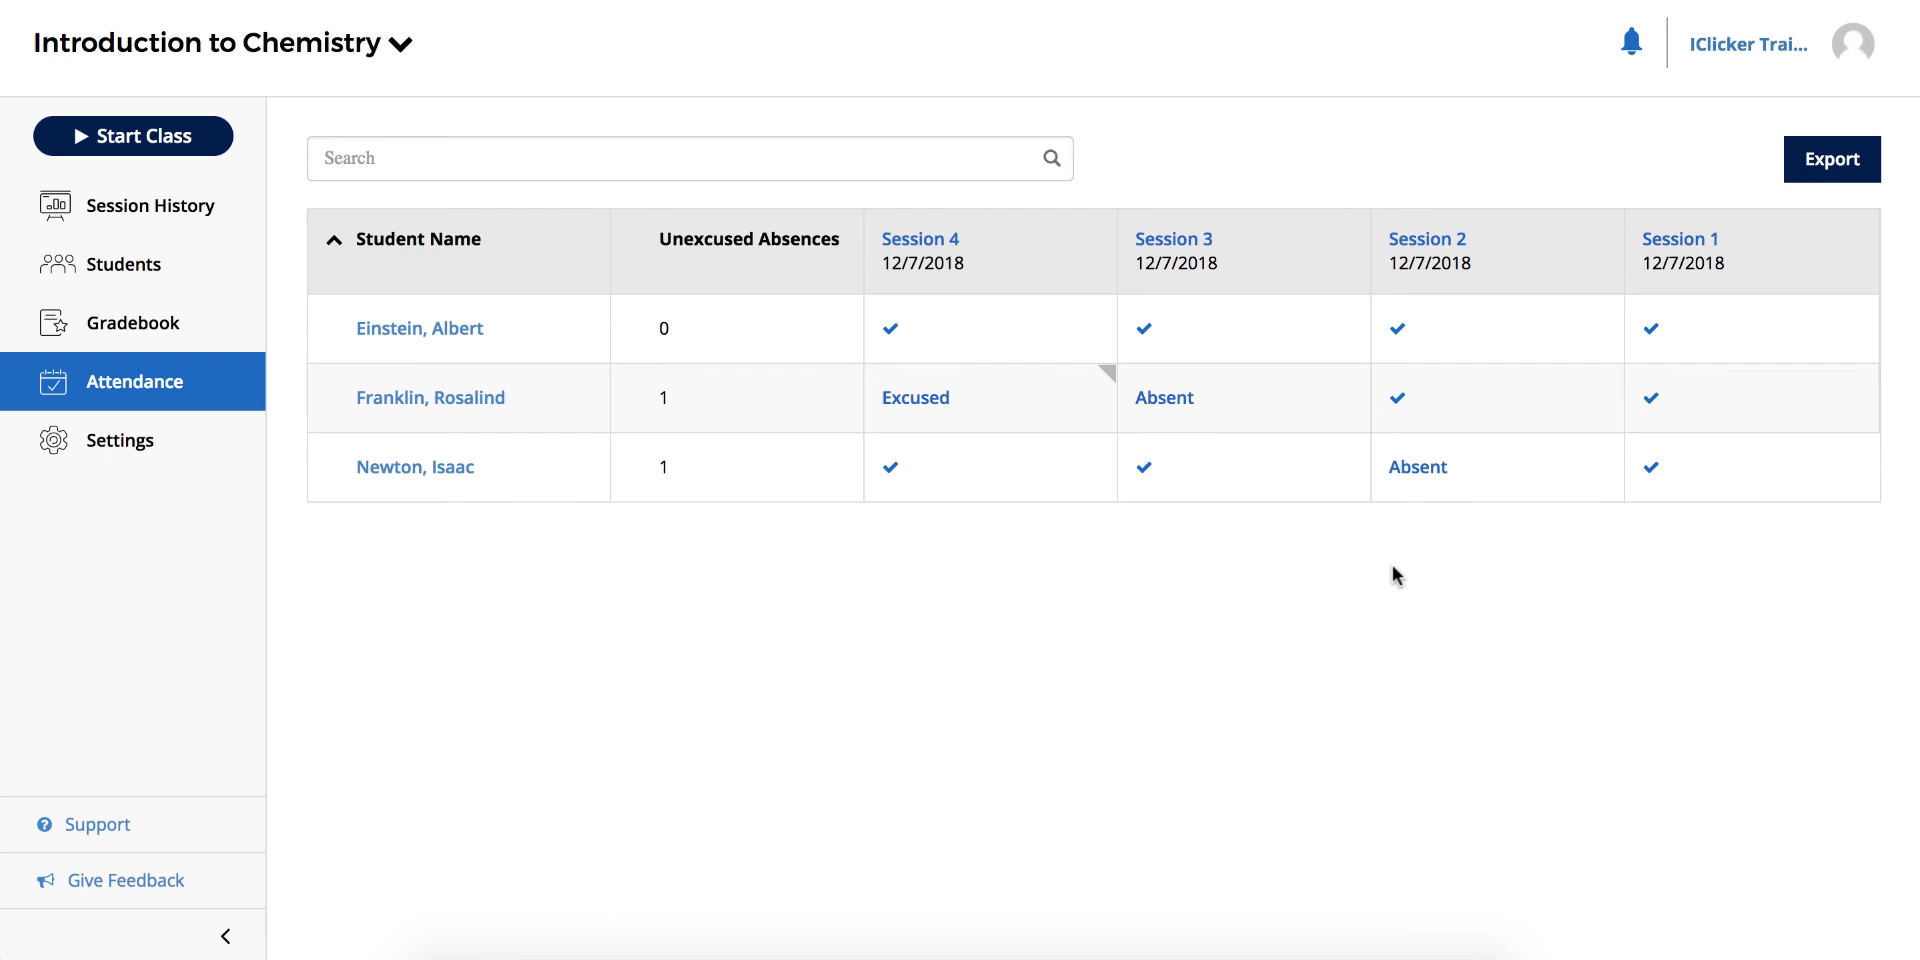 Introduction to Chemistry
IClicker Trai...
Start Class
Session History
Students
Gradebook
Attendance
Settings
Support
Give Feedback
Search
Export
Student Name Unexcused Absences Session 4 Session 3 Session 2 Session 1
12/7/2018 12/7/2018 12/7/2018 12/7/2018
Einstein, Albert 0
Franklin, Rosalind 1 Excused Absent
Newton, Isaac 1 Absent